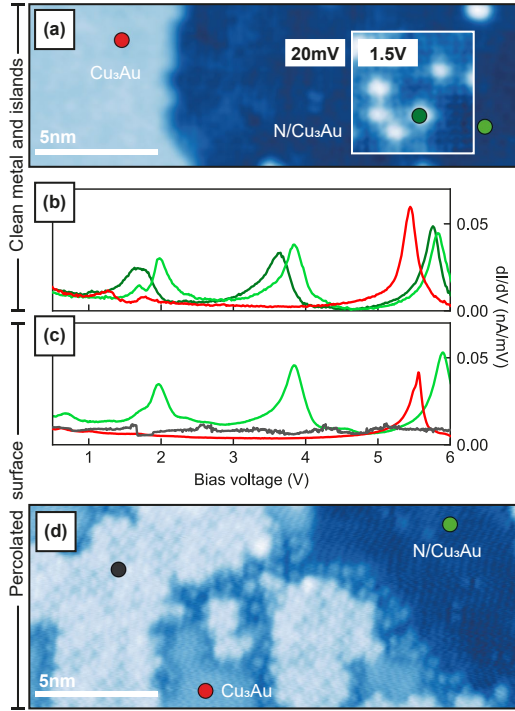 Clean metal and islands
(a)
Cu₃Au
5nm
20mV
1.5V
N/Cu₃Au
(b)
0.05
0.00
dI/dV (nA/mV)
Percolated surface
(c)
0.05
0.00
1 2 3 4 5 6
Bias voltage (V)
(d)
N/Cu₃Au
Cu₃Au
5nm